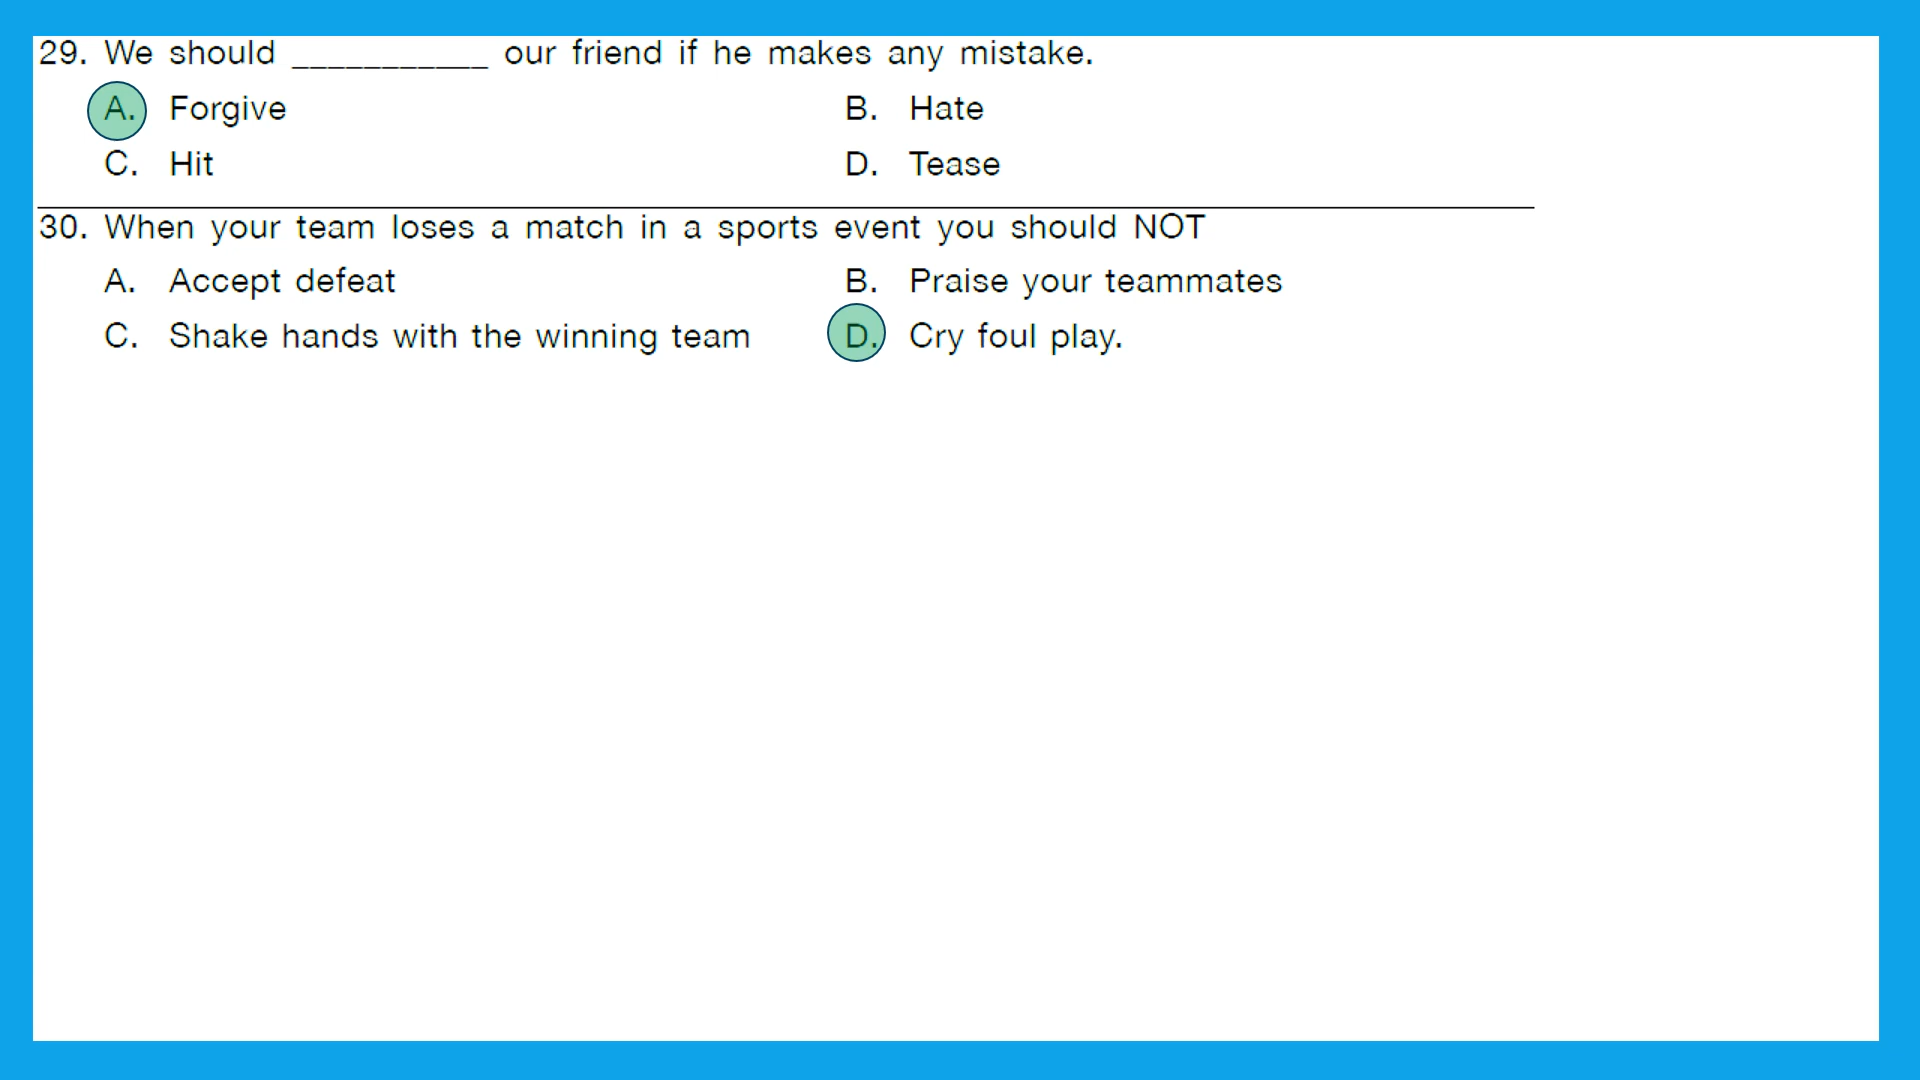 29. We should ___________ our friend if he makes any mistake.
A. Forgive B. Hate
C. Hit D. Tease
30. When your team loses a match in a sports event you should NOT
A. Accept defeat B. Praise your teammates
C. Shake hands with the winning team D. Cry foul play.